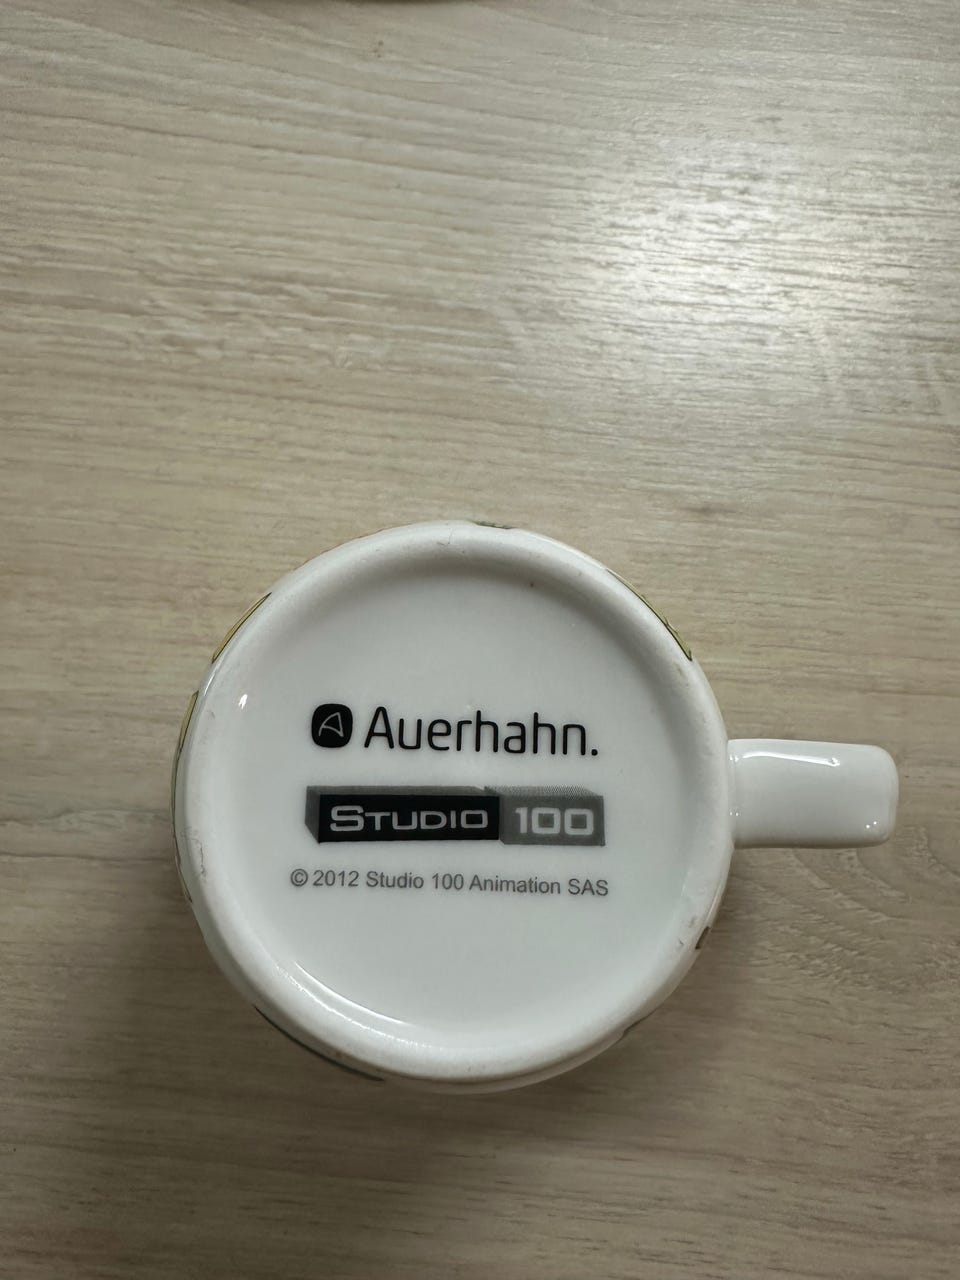 Auerhahn.
STUDIO 100
© 2012 Studio 100 Animation SAS